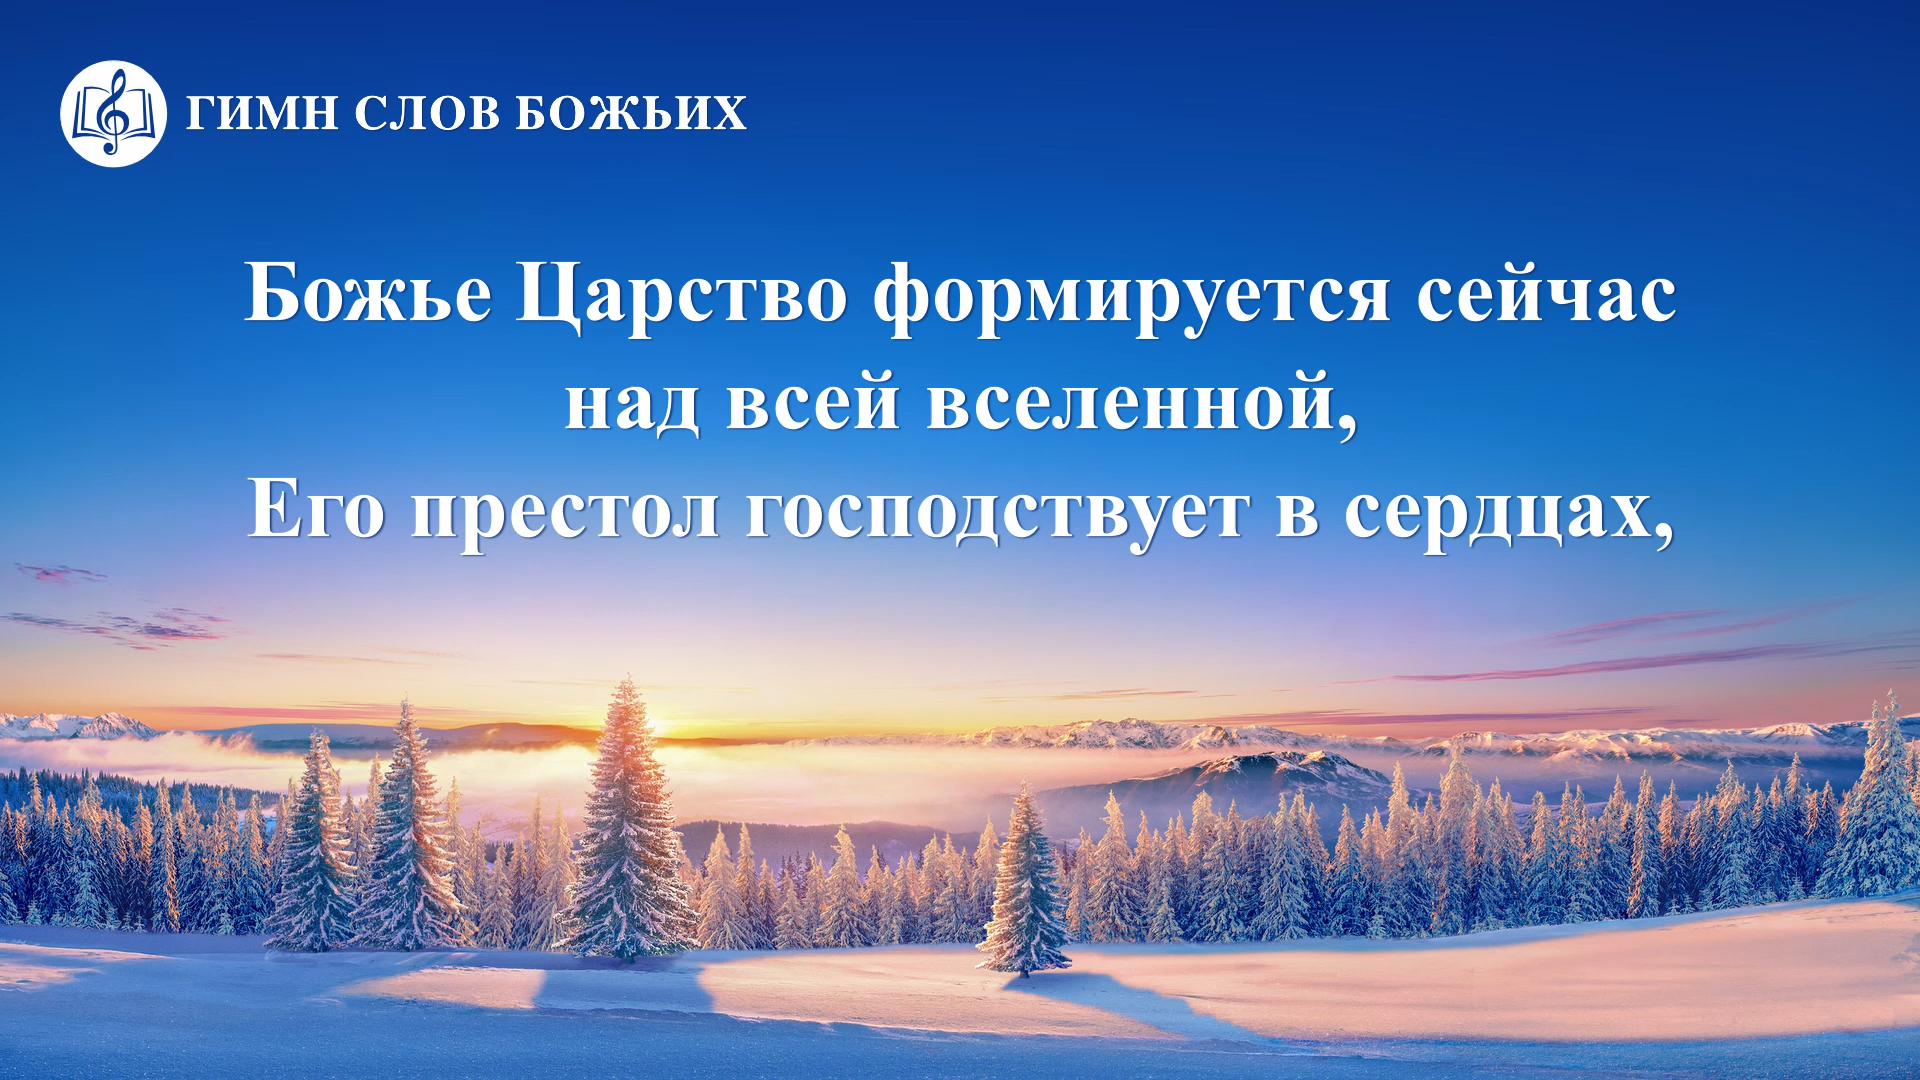 ГИМН СЛОВ БОЖЬИХ
Божье Царство формируется сейчас
над всей вселенной,
Его престол господствует в сердцах,